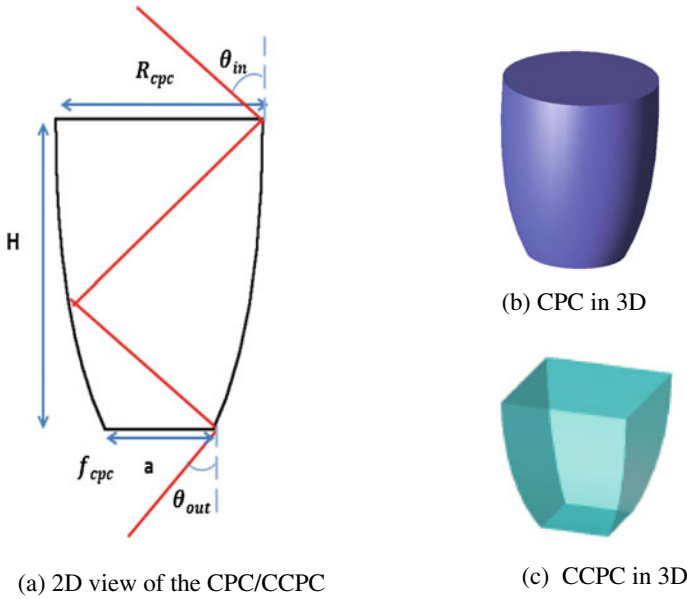 θ_in
R_cpc
H
f_cpc a
θ_out
(a) 2D view of the CPC/CCPC
(b) CPC in 3D
(c) CCPC in 3D